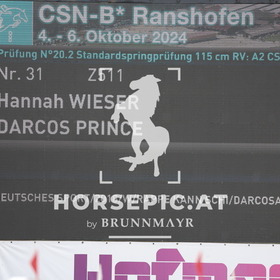 CSN-B* Ranshofen
4. - 6. Oktober 2024
Prüfung N°20.2 Standardspringprüfung 115 cm RV: A2 CS
Nr. 31
Hannah WIESER
DARCOS PRINCE
HORSEPIC.AT
by BRUNNMAYR